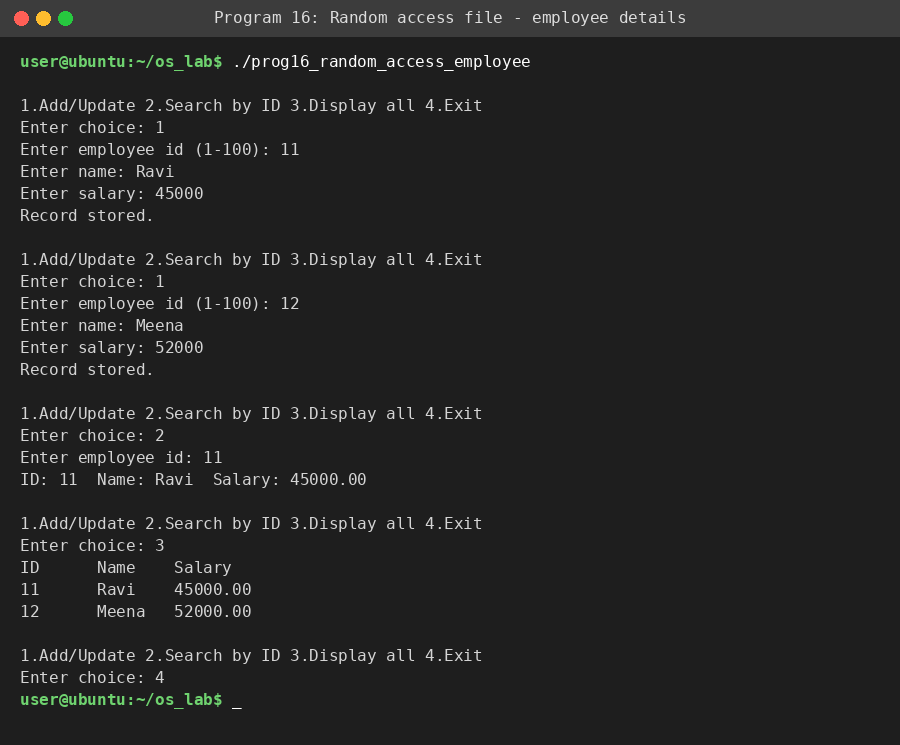 Program 16: Random access file - employee details
user@ubuntu:~/os_lab$ ./prog16_random_access_employee
1.Add/Update 2.Search by ID 3.Display all 4.Exit
Enter choice: 1
Enter employee id (1-100): 11
Enter name: Ravi
Enter salary: 45000
Record stored.
1.Add/Update 2.Search by ID 3.Display all 4.Exit
Enter choice: 1
Enter employee id (1-100): 12
Enter name: Meena
Enter salary: 52000
Record stored.
1.Add/Update 2.Search by ID 3.Display all 4.Exit
Enter choice: 2
Enter employee id: 11
ID: 11  Name: Ravi  Salary: 45000.00
1.Add/Update 2.Search by ID 3.Display all 4.Exit
Enter choice: 3
ID      Name    Salary
11      Ravi    45000.00
12      Meena   52000.00
1.Add/Update 2.Search by ID 3.Display all 4.Exit
Enter choice: 4
user@ubuntu:~/os_lab$ _